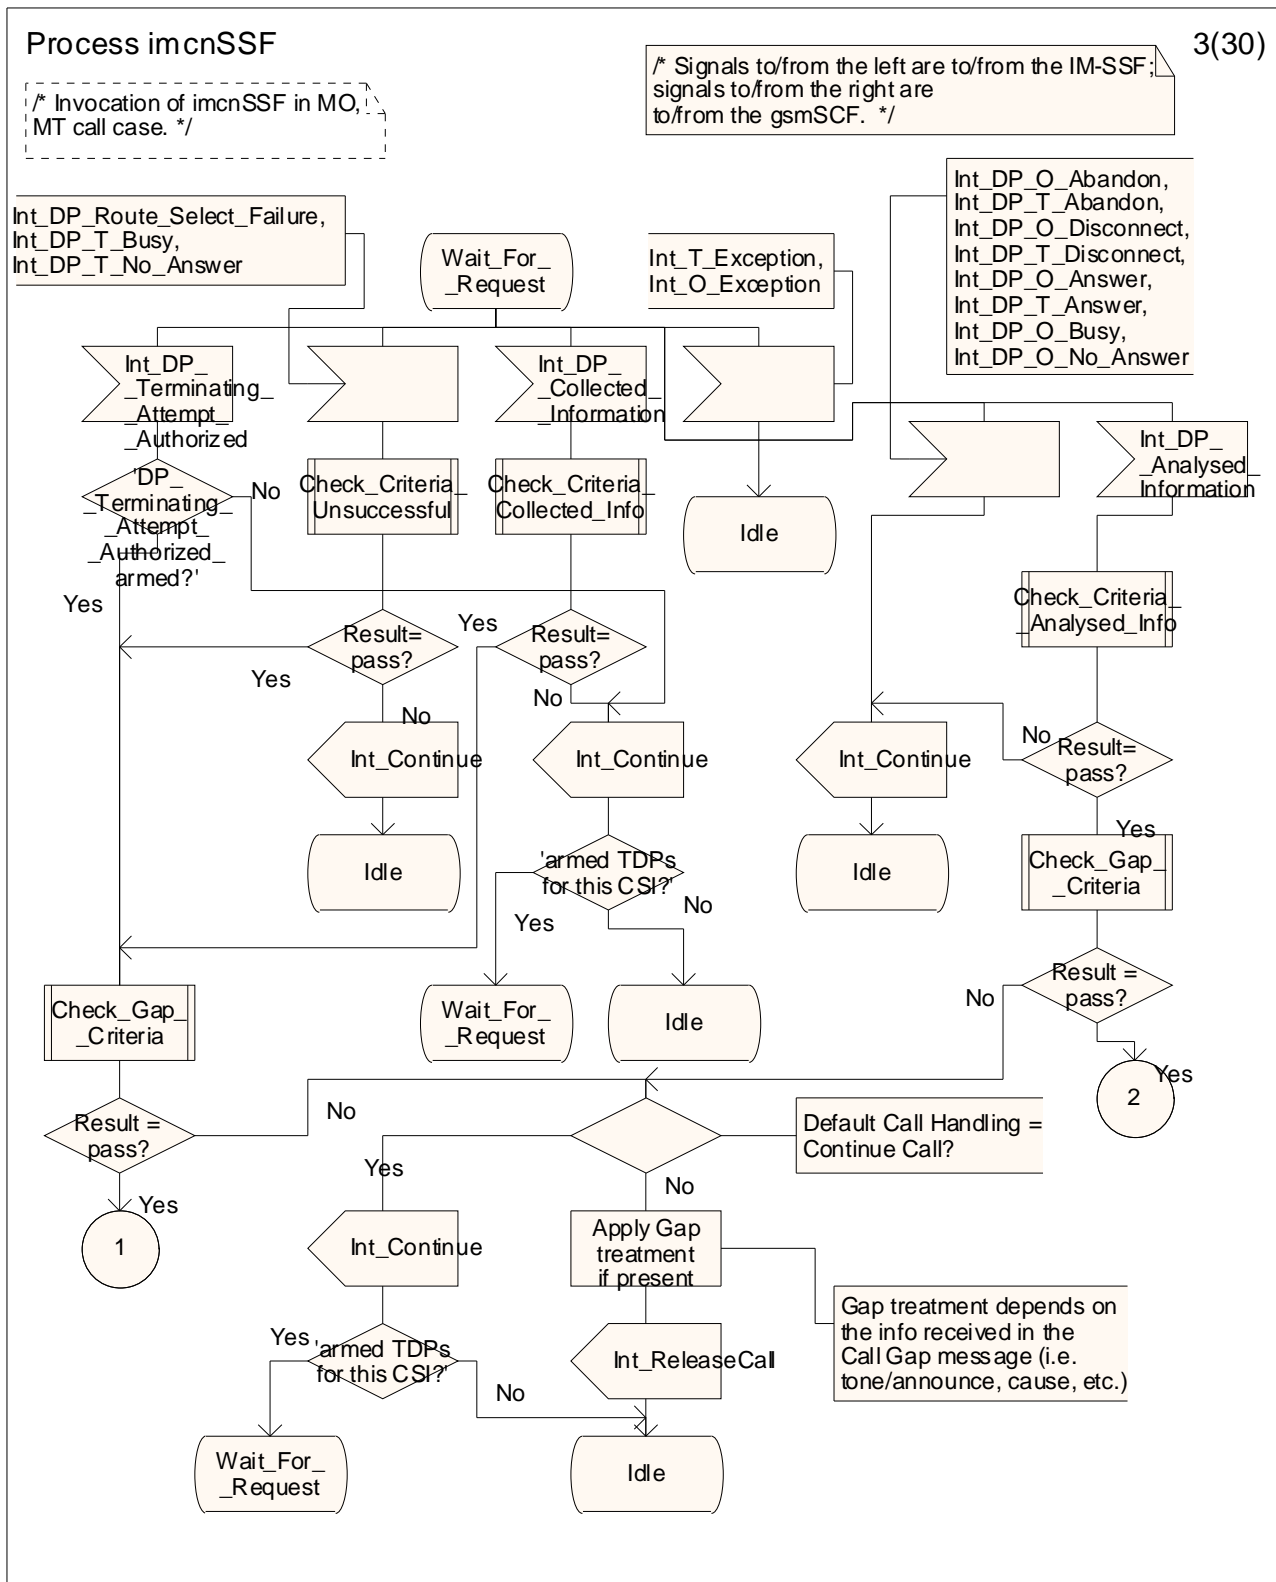 Process imcnSSF
3(30)
/* Invocation of imcnSSF in MO,
MT call case. */
/* Signals to/from the left are to/from the IM-SSF;
signals to/from the right are
to/from the gsmSCF. */
Int_DP_Route_Select_Failure,
Int_DP_T_Busy,
Int_DP_T_No_Answer
Wait_For_
_Request
Int_T_Exception,
Int_O_Exception
Int_DP_O_Abandon,
Int_DP_T_Abandon,
Int_DP_O_Disconnect,
Int_DP_T_Disconnect,
Int_DP_O_Answer,
Int_DP_T_Answer,
Int_DP_O_Busy,
Int_DP_O_No_Answer
Int_DP_
_Terminating_
_Attempt_
_Authorized
Int_DP_
_Collected_
_Information
Int_DP_
_Analysed_
_Information
'DP_
_Terminating_
_Attempt_
_Authorized_
armed?'
No
Yes
Check_Criteria_
Unsuccessful
Check_Criteria_
Collected_Info
Idle
Check_Criteria_
_Analysed_Info
Result=
pass?
Yes
No
Result=
pass?
Yes
No
Int_Continue
Int_Continue
Int_Continue
No
Result=
pass?
Yes
Idle
'armed TDPs
for this CSI?'
Yes
No
Idle
Check_Gap_
_Criteria
Result =
pass?
No
Yes
2
Check_Gap_
_Criteria
Wait_For_
_Request
Idle
Result =
pass?
No
Yes
1
Default Call Handling =
Continue Call?
Yes
No
Int_Continue
Apply Gap
treatment
if present
Gap treatment depends on
the info received in the
Call Gap message (i.e.
tone/announce, cause, etc.)
Yes
'armed TDPs
for this CSI?'
No
Int_ReleaseCall
Wait_For_
_Request
Idle